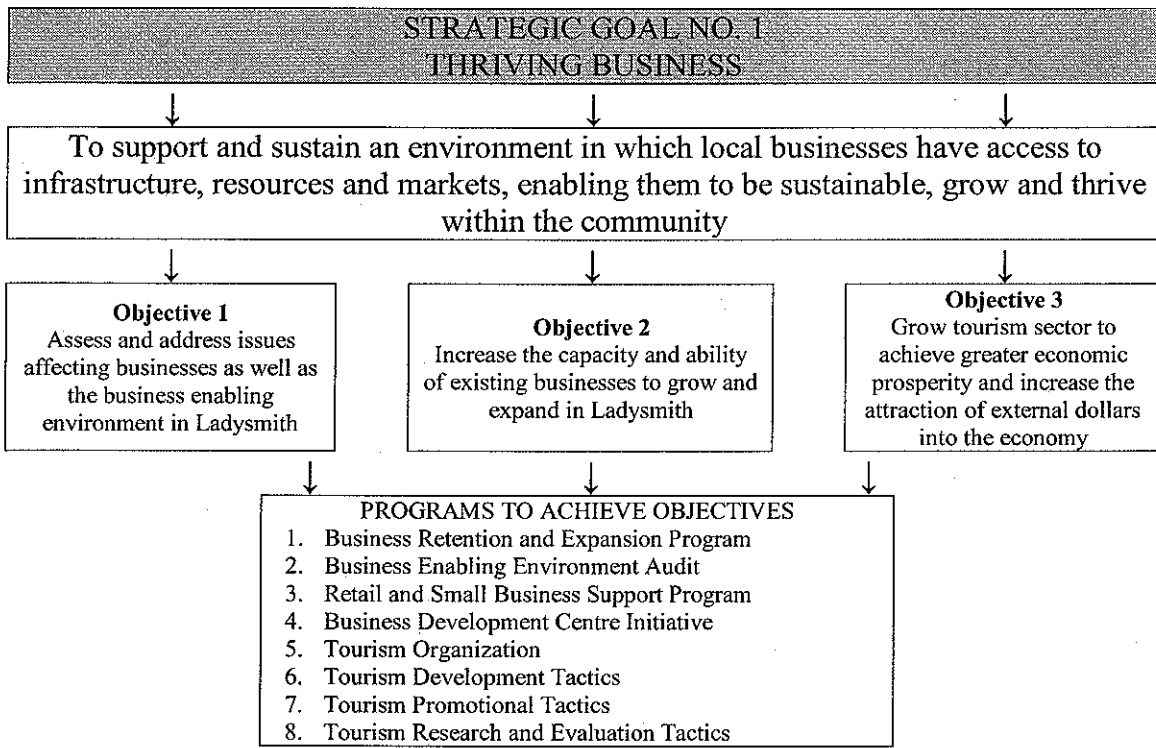 STRATEGIC GOAL NO. 1
THRIVING BUSINESS
To support and sustain an environment in which local businesses have access to
infrastructure, resources and markets, enabling them to be sustainable, grow and thrive
within the community
Objective 1
Assess and address issues
affecting businesses as well as
the business enabling
environment in Ladysmith
Objective 2
Increase the capacity and ability
of existing businesses to grow and
expand in Ladysmith
Objective 3
Grow tourism sector to
achieve greater economic
prosperity and increase the
attraction of external dollars
into the economy
PROGRAMS TO ACHIEVE OBJECTIVES
1. Business Retention and Expansion Program
2. Business Enabling Environment Audit
3. Retail and Small Business Support Program
4. Business Development Centre Initiative
5. Tourism Organization
6. Tourism Development Tactics
7. Tourism Promotional Tactics
8. Tourism Research and Evaluation Tactics